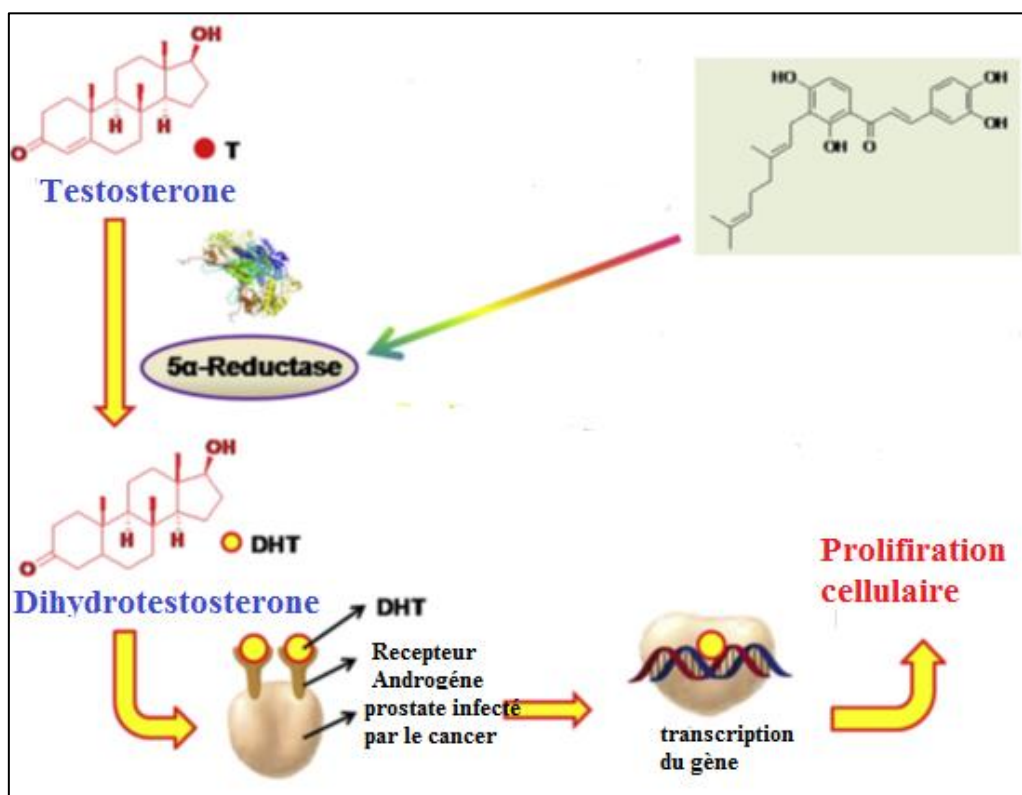 OH
H
H
O
T
Testosterone
HO
OH
O
OH
OH
5α-Reductase
OH
H
H
O
DHT
Dihydrotestosterone
DHT
Recepteur
Androgéne
prostate infecté
par le cancer
transcription
du gène
Prolifiration
cellulaire